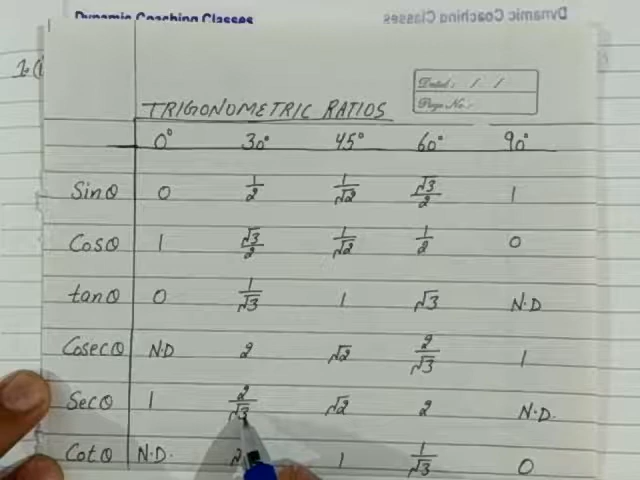 Dynamic Coaching Classes
Dynamic Coaching Classes
Dated: / /
Page No.:
TRIGONOMETRIC RATIOS
0° 30° 45° 60° 90°
Sinθ 0 1/2 1/√2 √3/2 1
Cosθ 1 √3/2 1/√2 1/2 0
tanθ 0 1/√3 1 √3 N.D
Cosecθ N.D 2 √2 2/√3 1
Secθ 1 2/√3 √2 2 N.D.
Cotθ N.D. 1 1/√3 0